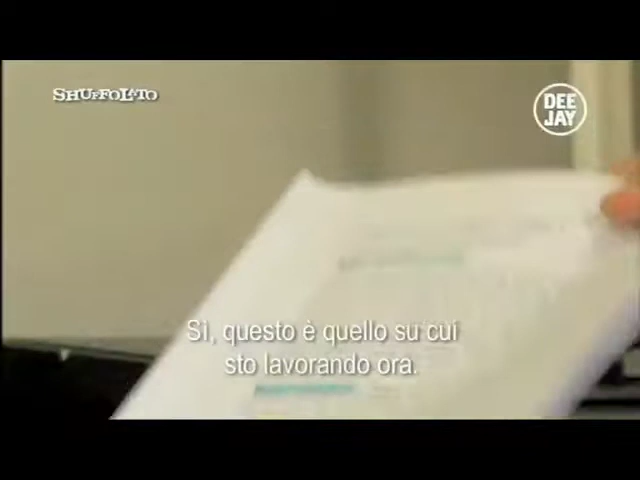 SHUFFOLATO
DEE
JAY
Sì, questo è quello su cui
sto lavorando ora.